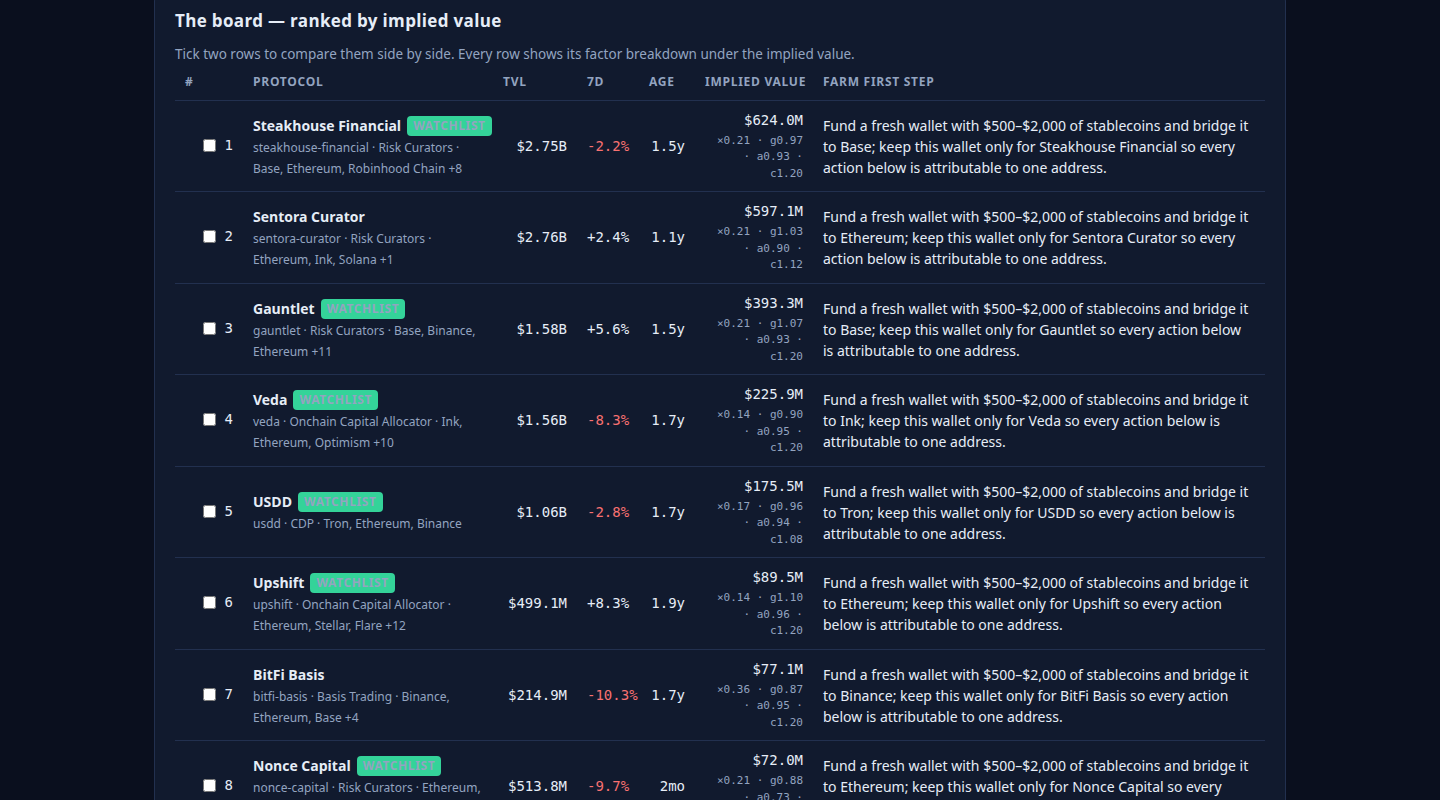 The board — ranked by implied value
Tick two rows to compare them side by side. Every row shows its factor breakdown under the implied value.
# PROTOCOL TVL 7D AGE IMPLIED VALUE FARM FIRST STEP
1 Steakhouse Financial WATCHLIST
steakhouse-financial · Risk Curators ·
Base, Ethereum, Robinhood Chain +8
$2.75B -2.2% 1.5y $624.0M
×0.21 · g0.97
· a0.93 ·
c1.20
Fund a fresh wallet with $500–$2,000 of stablecoins and bridge it
to Base; keep this wallet only for Steakhouse Financial so every
action below is attributable to one address.
2 Sentora Curator
sentora-curator · Risk Curators ·
Ethereum, Ink, Solana +1
$2.76B +2.4% 1.1y $597.1M
×0.21 · g1.03
· a0.90 ·
c1.12
Fund a fresh wallet with $500–$2,000 of stablecoins and bridge it
to Ethereum; keep this wallet only for Sentora Curator so every
action below is attributable to one address.
3 Gauntlet WATCHLIST
gauntlet · Risk Curators · Base, Binance,
Ethereum +11
$1.58B +5.6% 1.5y $393.3M
×0.21 · g1.07
· a0.93 ·
c1.20
Fund a fresh wallet with $500–$2,000 of stablecoins and bridge it
to Base; keep this wallet only for Gauntlet so every action below
is attributable to one address.
4 Veda WATCHLIST
veda · Onchain Capital Allocator · Ink,
Ethereum, Optimism +10
$1.56B -8.3% 1.7y $225.9M
×0.14 · g0.90
· a0.95 ·
c1.20
Fund a fresh wallet with $500–$2,000 of stablecoins and bridge it
to Ink; keep this wallet only for Veda so every action below is
attributable to one address.
5 USDD WATCHLIST
usdd · CDP · Tron, Ethereum, Binance
$1.06B -2.8% 1.7y $175.5M
×0.17 · g0.96
· a0.94 ·
c1.08
Fund a fresh wallet with $500–$2,000 of stablecoins and bridge it
to Tron; keep this wallet only for USDD so every action below is
attributable to one address.
6 Upshift WATCHLIST
upshift · Onchain Capital Allocator ·
Ethereum, Stellar, Flare +12
$499.1M +8.3% 1.9y $89.5M
×0.14 · g1.10
· a0.96 ·
c1.20
Fund a fresh wallet with $500–$2,000 of stablecoins and bridge it
to Ethereum; keep this wallet only for Upshift so every action
below is attributable to one address.
7 BitFi Basis
bitfi-basis · Basis Trading · Binance,
Ethereum, Base +4
$214.9M -10.3% 1.7y $77.1M
×0.36 · g0.87
· a0.95 ·
c1.20
Fund a fresh wallet with $500–$2,000 of stablecoins and bridge it
to Binance; keep this wallet only for BitFi Basis so every action
below is attributable to one address.
8 Nonce Capital WATCHLIST
nonce-capital · Risk Curators · Ethereum,
$513.8M -9.7% 2mo $72.0M
×0.21 · g0.88
· a0.73 ·
Fund a fresh wallet with $500–$2,000 of stablecoins and bridge it
to Ethereum; keep this wallet only for Nonce Capital so every